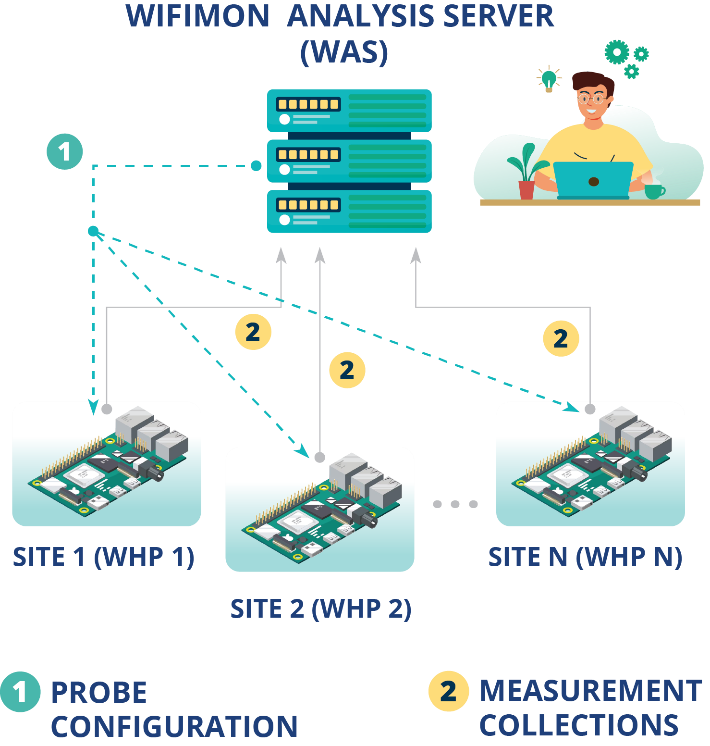 WIFIMON ANALYSIS SERVER
(WAS)
1
2
2
2
SITE 1 (WHP 1)
SITE N (WHP N)
SITE 2 (WHP 2)
1 PROBE
CONFIGURATION
2 MEASUREMENT
COLLECTIONS